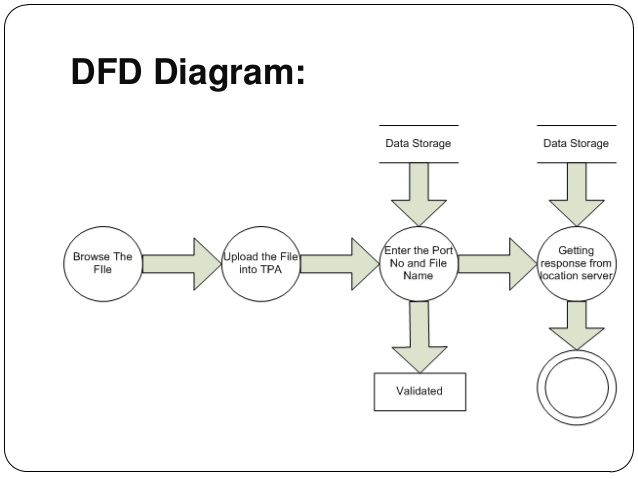 DFD Diagram:
Data Storage
Data Storage
Browse The
FIle
Upload the File
into TPA
Enter the Port
No and File
Name
Getting
response from
location server
Validated